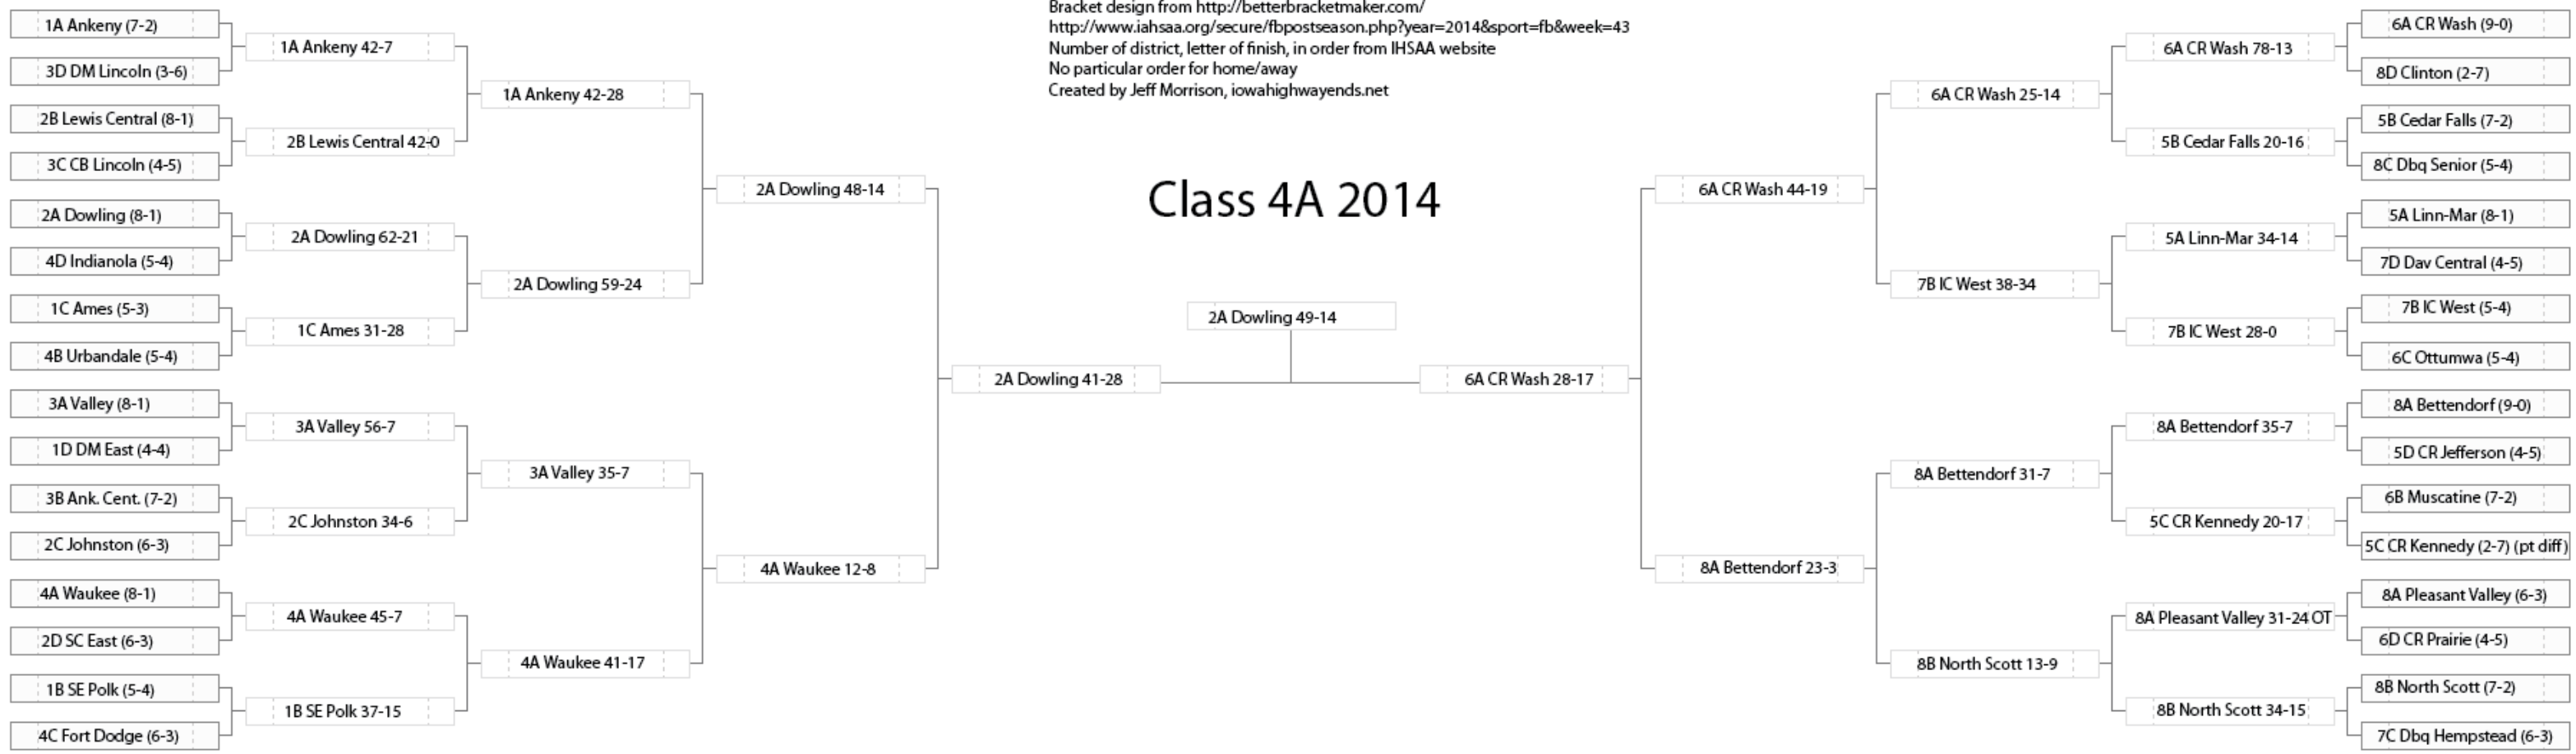 Bracket design from http://betterbracketmaker.com/
http://www.iahsaa.org/secure/fbpostseason.php?year=2014&sport=fb&week=43
Number of district, letter of finish, in order from IHSAA website
No particular order for home/away
Created by Jeff Morrison, iowahighwayends.net
Class 4A 2014
1A Ankeny (7-2)
3D DM Lincoln (3-6)
2B Lewis Central (8-1)
3C CB Lincoln (4-5)
2A Dowling (8-1)
4D Indianola (5-4)
1C Ames (5-3)
4B Urbandale (5-4)
3A Valley (8-1)
1D DM East (4-4)
3B Ank. Cent. (7-2)
2C Johnston (6-3)
4A Waukee (8-1)
2D SC East (6-3)
1B SE Polk (5-4)
4C Fort Dodge (6-3)
1A Ankeny 42-7
2B Lewis Central 42-0
2A Dowling 62-21
1C Ames 31-28
3A Valley 56-7
2C Johnston 34-6
4A Waukee 45-7
1B SE Polk 37-15
1A Ankeny 42-28
2A Dowling 59-24
3A Valley 35-7
4A Waukee 41-17
2A Dowling 48-14
4A Waukee 12-8
2A Dowling 41-28
2A Dowling 49-14
6A CR Wash 28-17
6A CR Wash 44-19
8A Bettendorf 23-3
6A CR Wash 25-14
7B IC West 38-34
8A Bettendorf 31-7
8B North Scott 13-9
6A CR Wash 78-13
5B Cedar Falls 20-16
5A Linn-Mar 34-14
7B IC West 28-0
8A Bettendorf 35-7
5C CR Kennedy 20-17
8A Pleasant Valley 31-24 OT
8B North Scott 34-15
6A CR Wash (9-0)
8D Clinton (2-7)
5B Cedar Falls (7-2)
8C Dbq Senior (5-4)
5A Linn-Mar (8-1)
7D Dav Central (4-5)
7B IC West (5-4)
6C Ottumwa (5-4)
8A Bettendorf (9-0)
5D CR Jefferson (4-5)
6B Muscatine (7-2)
5C CR Kennedy (2-7) (pt diff)
8A Pleasant Valley (6-3)
6D CR Prairie (4-5)
8B North Scott (7-2)
7C Dbq Hempstead (6-3)